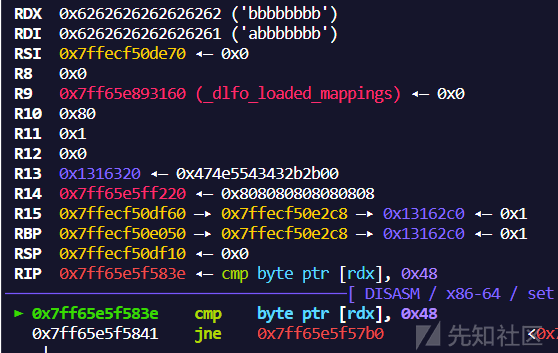 RDX 0x6262626262626262 ('bbbbbbbb')
RDI 0x6262626262626261 ('abbbbbbb')
RSI 0x7ffecf50de70 ◂— 0x0
R8 0x0
R9 0x7ff65e893160 (_dlfo_loaded_mappings) ◂— 0x0
R10 0x80
R11 0x1
R12 0x0
R13 0x1316320 ◂— 0x474e5543432b2b00
R14 0x7ff65e5ff220 ◂— 0x808080808080808
R15 0x7ffecf50df60 —▸ 0x7ffecf50e2c8 —▸ 0x13162c0 ◂— 0x1
RBP 0x7ffecf50e050 —▸ 0x7ffecf50e2c8 —▸ 0x13162c0 ◂— 0x1
RSP 0x7ffecf50df10 ◂— 0x0
RIP 0x7ff65e5f583e ◂— cmp byte ptr [rdx], 0x48
[ DISASM / x86-64 / set
► 0x7ff65e5f583e cmp byte ptr [rdx], 0x48
0x7ff65e5f5841 jne 0x7ff65e5f57b0 <0x7
先知社区